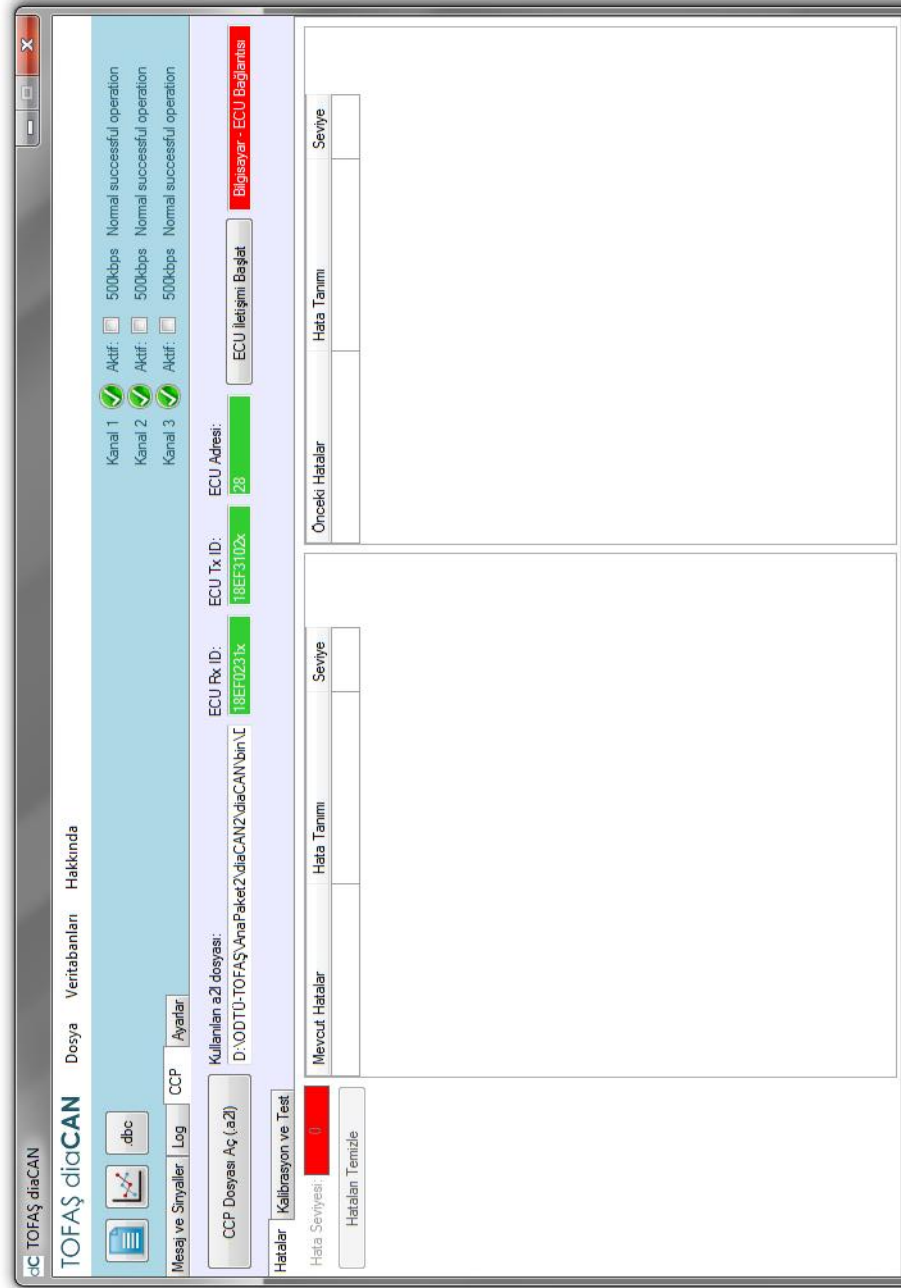 dC TOFAŞ diaCAN
TOFAŞ diaCAN Dosya Veritabanları Hakkında
.dbc
Kanal 1 Aktif: 500kbps Normal successful operation
Kanal 2 Aktif: 500kbps Normal successful operation
Kanal 3 Aktif: 500kbps Normal successful operation
Mesaj ve Sinyaller Log CCP Ayarlar
CCP Dosyası Aç (.a2l)
Kullanılan a2l dosyası: ECU Rx ID: ECU Tx ID: ECU Adresi:
D:\ODTÜ-TOFAŞ\AnaPaket2\diaCAN2\diaCAN\bin\D 18EF0231x 18EF3102x 28 ECU İletişimi Başlat Bilgisayar - ECU Bağlantısı
Hatalar Kalibrasyon ve Test
Hata Seviyesi: 0
Hataları Temizle
Mevcut Hatalar Hata Tanımı Seviye
Önceki Hatalar Hata Tanımı Seviye